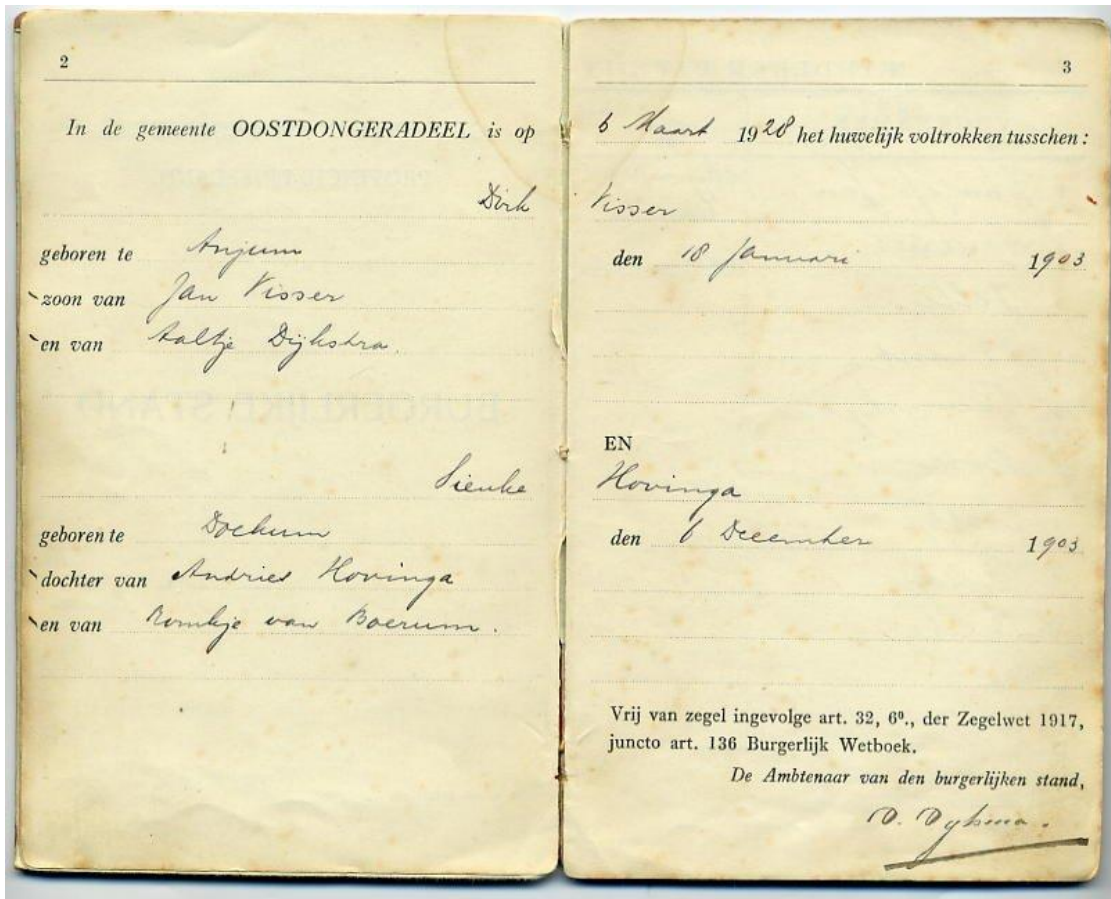 2
In de gemeente OOSTDONGERADEEL is op
Dirk
geboren te Anjum
zoon van Jan Visser
en van Aaltje Dijkstra.
Sienke
geboren te Dockum
dochter van Andries Hovinga
en van Romkje van Boerum.
3
6 Maart 1928 het huwelijk voltrokken tusschen:
Visser
den 18 Januari 1903
EN
Hovinga
den 6 December 1903
Vrij van zegel ingevolge art. 32, 6º., der Zegelwet 1917,
juncto art. 136 Burgerlijk Wetboek.
De Ambtenaar van den burgerlijken stand,